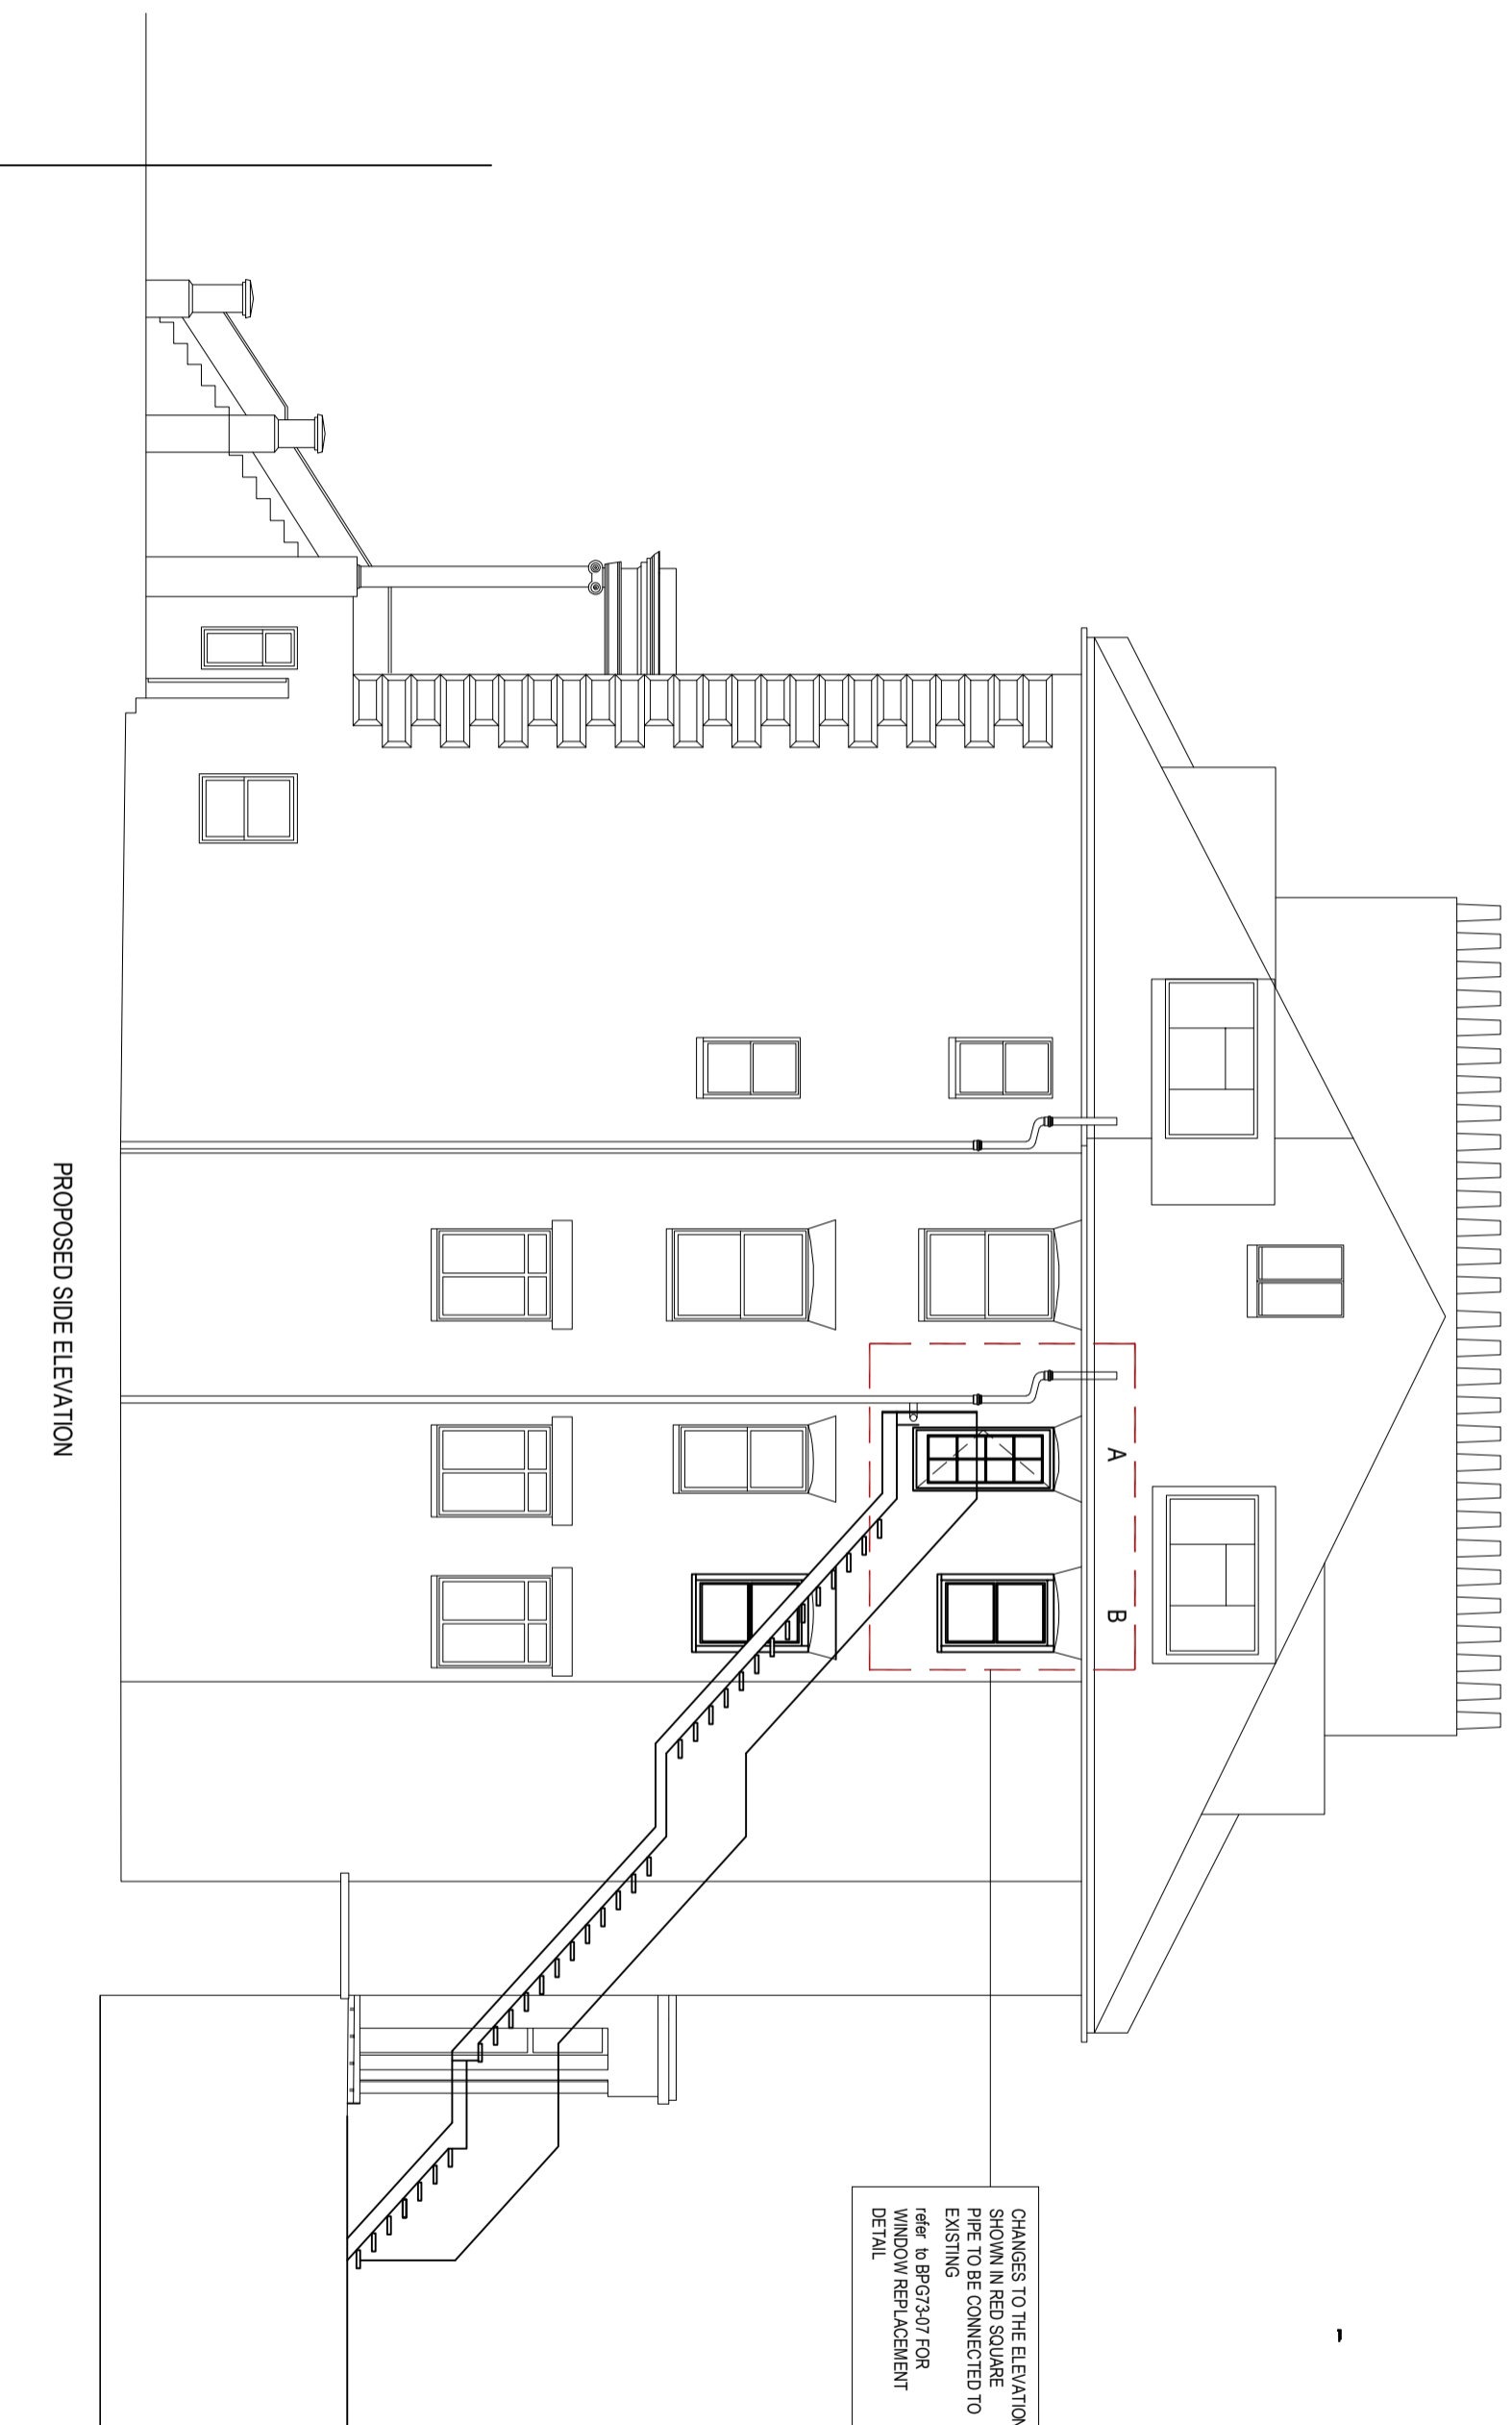 A
B
CHANGES TO THE ELEVATION
SHOWN IN RED SQUARE
PIPE TO BE CONNECTED TO
EXISTING
refer to BPG73-07 FOR
WINDOW REPLACEMENT
DETAIL
PROPOSED SIDE ELEVATION